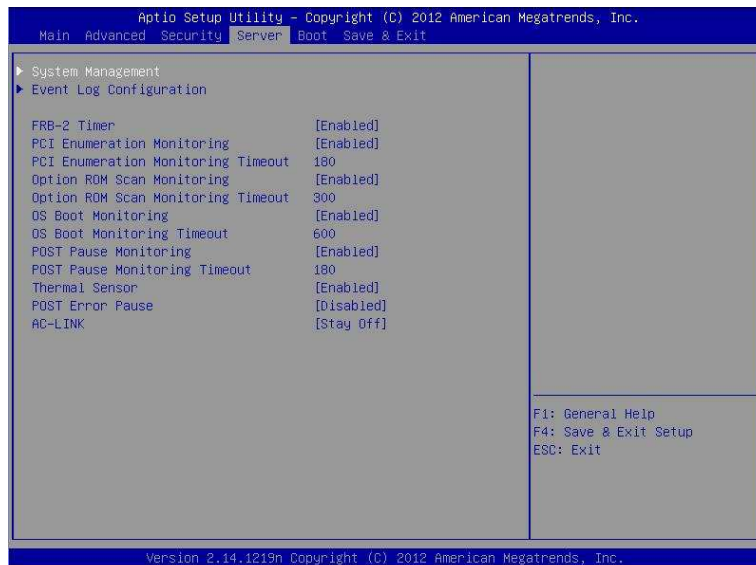 Aptio Setup Utility – Copyright (C) 2012 American Megatrends, Inc.
Main Advanced Security Server Boot Save & Exit
System Management
Event Log Configuration
FRB-2 Timer [Enabled]
PCI Enumeration Monitoring [Enabled]
PCI Enumeration Monitoring Timeout 180
Option ROM Scan Monitoring [Enabled]
Option ROM Scan Monitoring Timeout 300
OS Boot Monitoring [Enabled]
OS Boot Monitoring Timeout 600
POST Pause Monitoring [Enabled]
POST Pause Monitoring Timeout 180
Thermal Sensor [Enabled]
POST Error Pause [Disabled]
AC-LINK [Stay Off]
F1: General Help
F4: Save & Exit Setup
ESC: Exit
Version 2.14.1219n Copyright (C) 2012 American Megatrends, Inc.